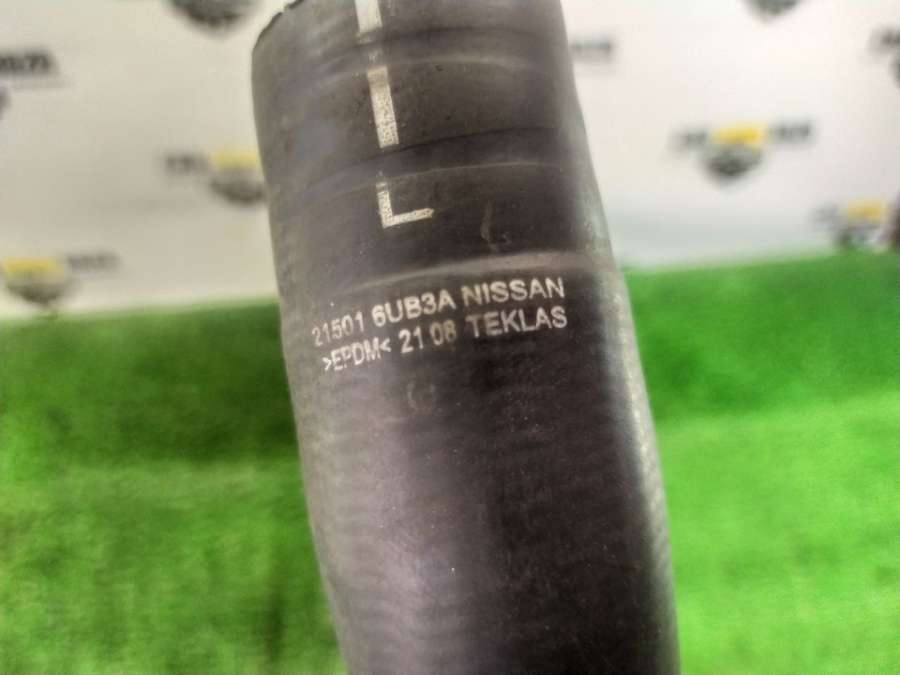 L
21501 6UB3A NISSAN
>EPDM< 21 08 TEKLAS